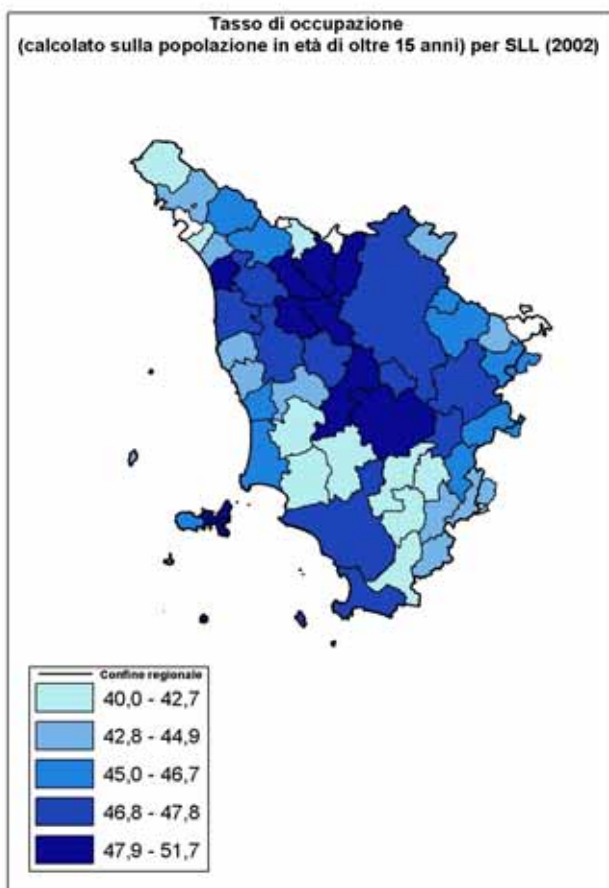 Tasso di occupazione
(calcolato sulla popolazione in età di oltre 15 anni) per SLL (2002)
Confine regionale
40,0 - 42,7
42,8 - 44,9
45,0 - 46,7
46,8 - 47,8
47,9 - 51,7